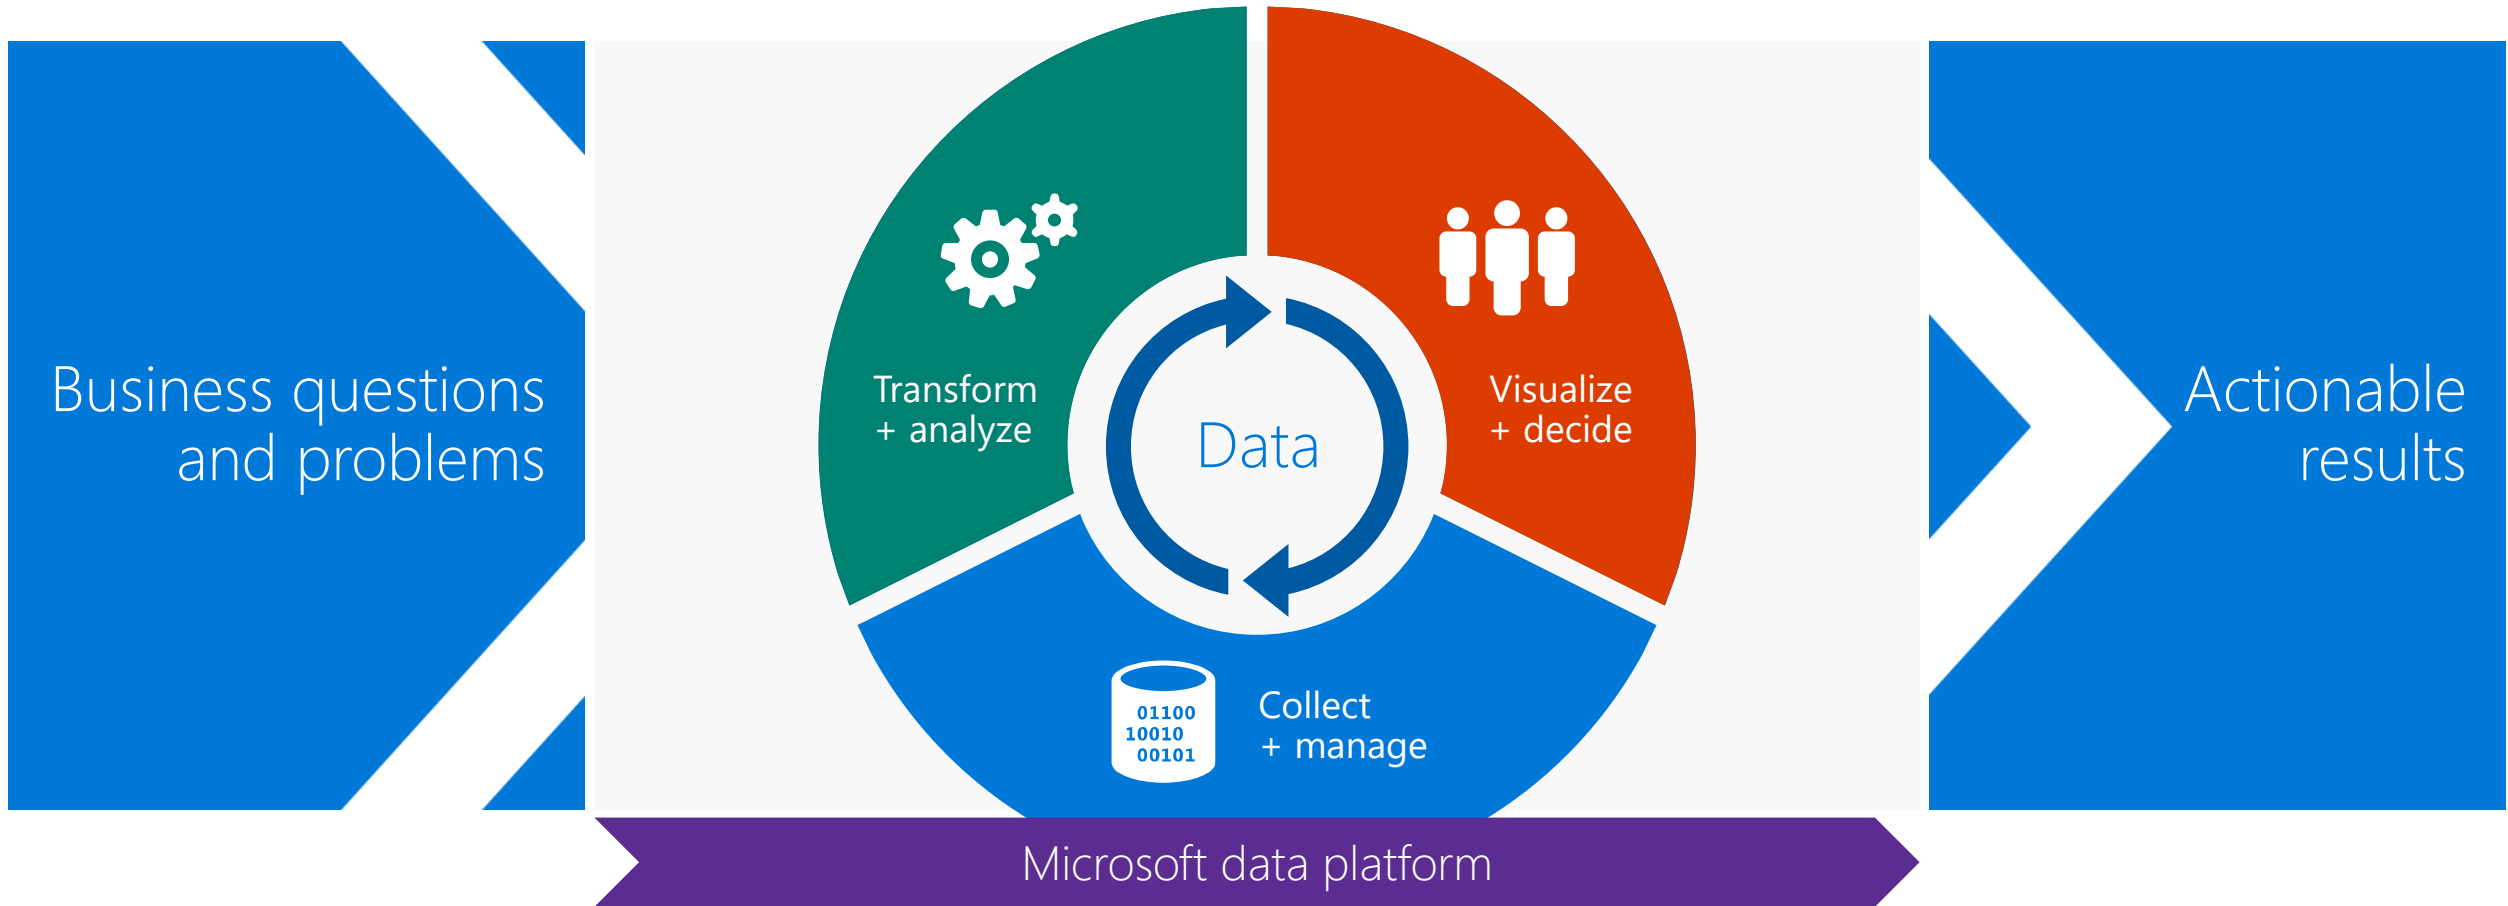 Business questions
and problems
Transform
+ analyze
Data
Visualize
+ decide
01100
10010
00101
Collect
+ manage
Actionable
results
Microsoft data platform